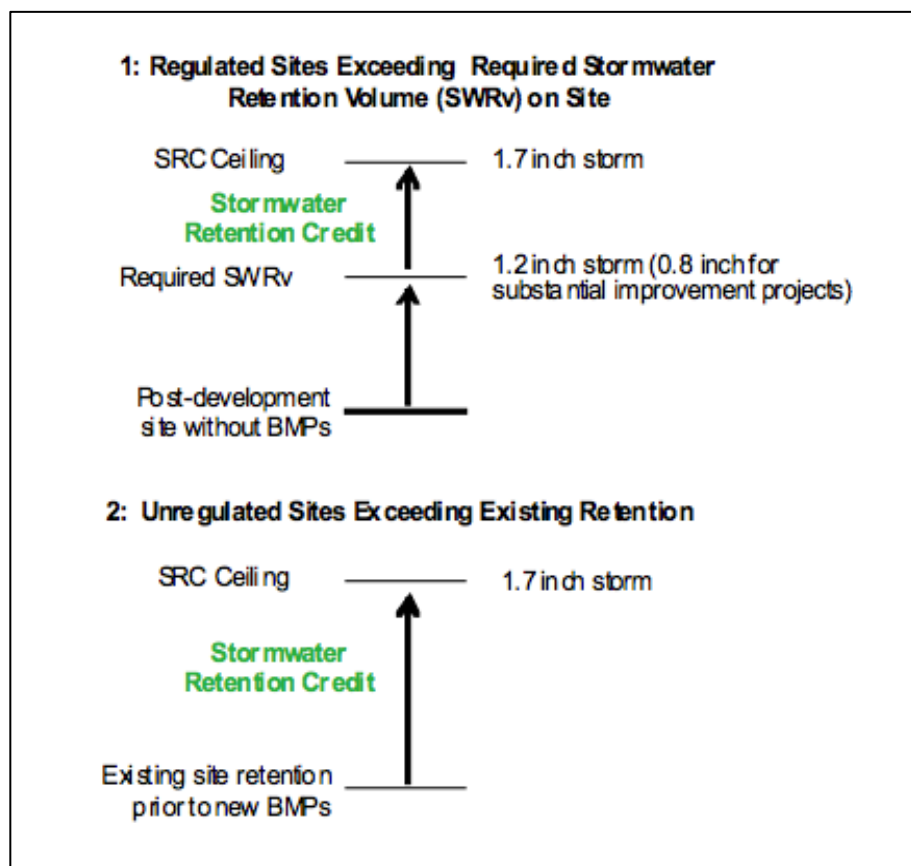 1: Regulated Sites Exceeding Required Stormwater
Retention Volume (SWRv) on Site
SRC Ceiling
1.7 inch storm
Stormwater
Retention Credit
Required SWRv
1.2 inch storm (0.8 inch for
substantial improvement projects)
Post-development
site without BMPs
2: Unregulated Sites Exceeding Existing Retention
SRC Ceiling
1.7 inch storm
Stormwater
Retention Credit
Existing site retention
prior to new BMPs